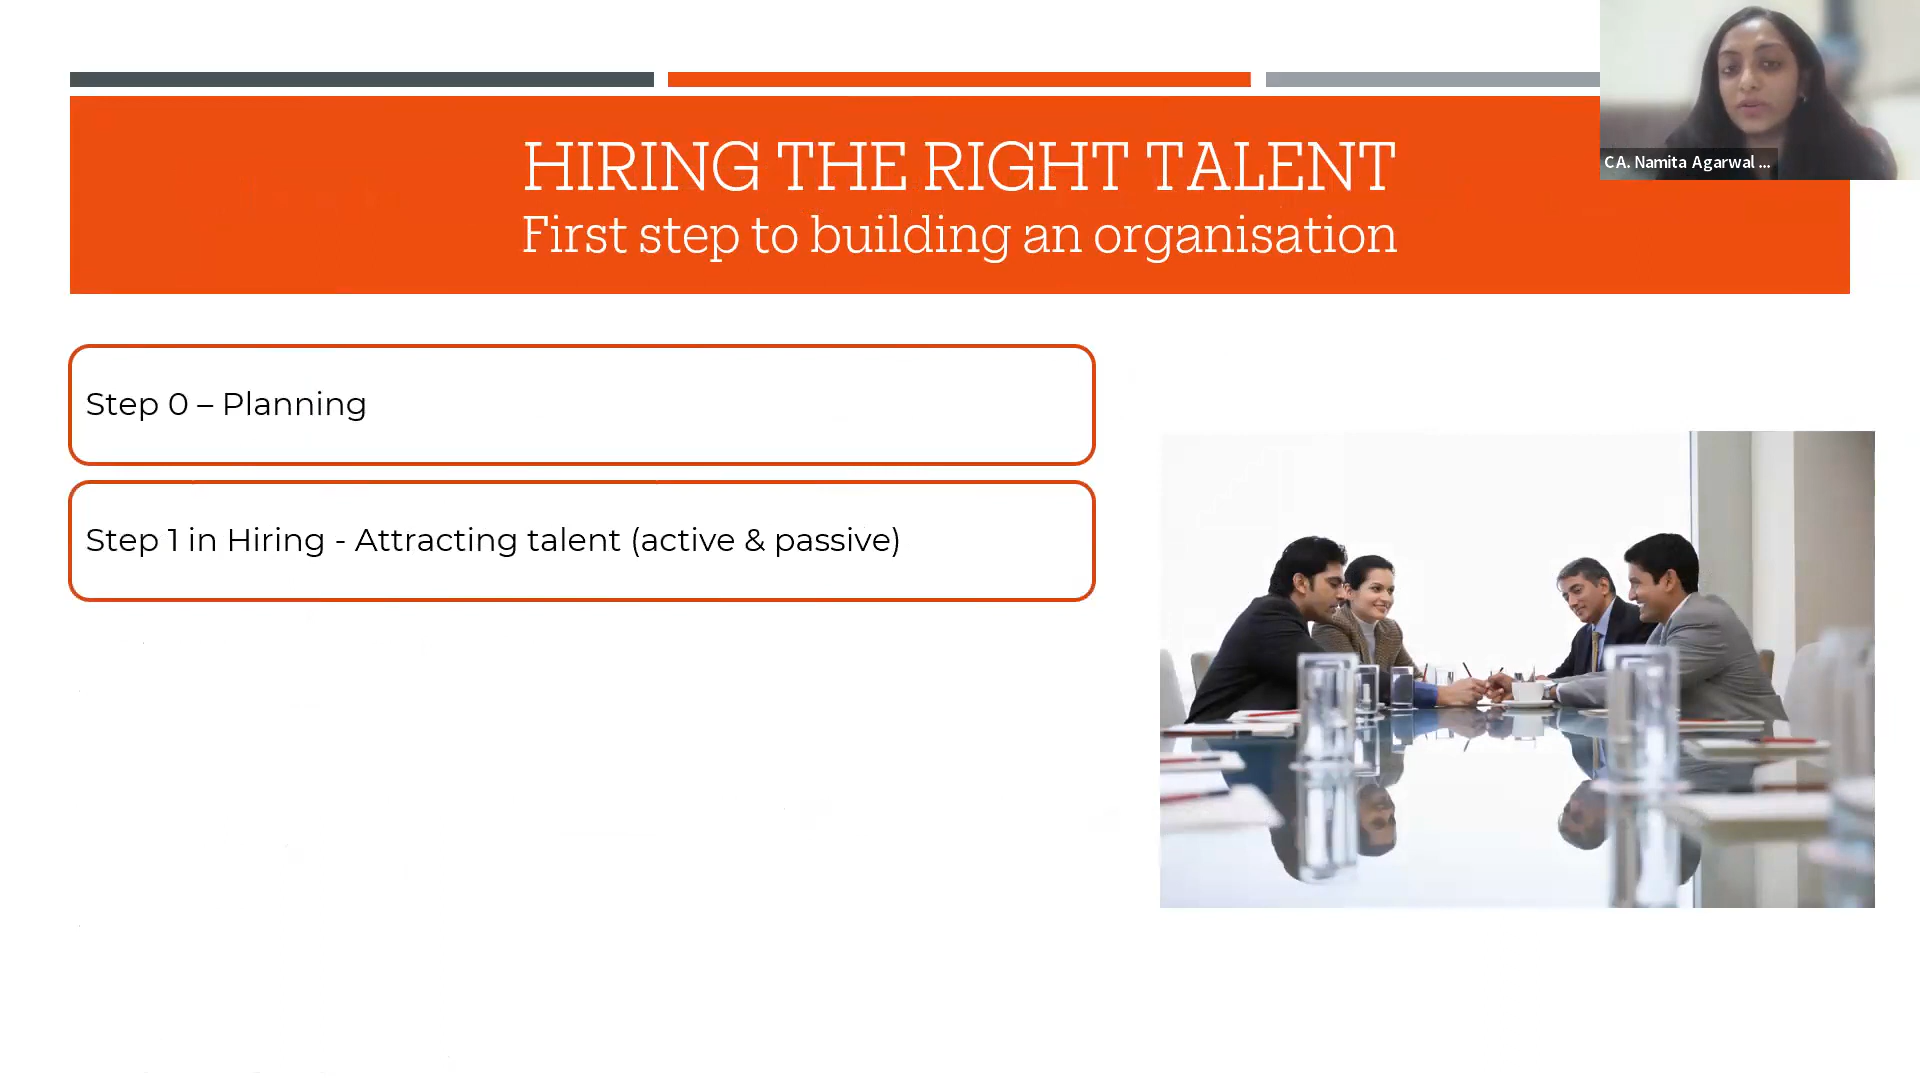 HIRING THE RIGHT TALENT
First step to building an organisation
CA. Namita Agarwal ...
Step 0 – Planning
Step 1 in Hiring - Attracting talent (active & passive)